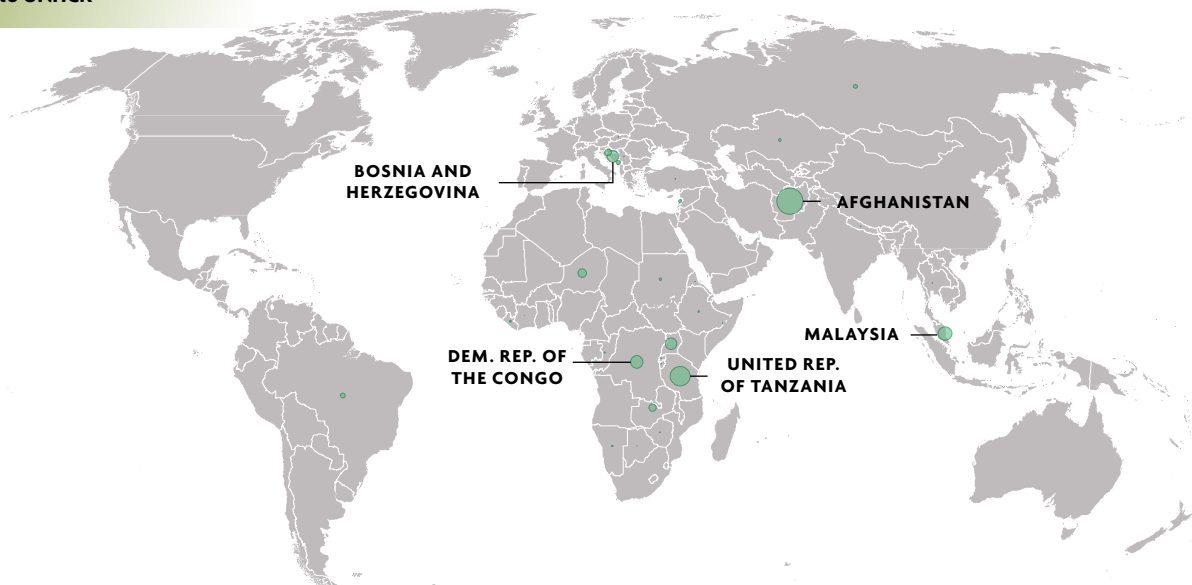 BOSNIA AND
HERZEGOVINA
AFGHANISTAN
MALAYSIA
DEM. REP. OF
THE CONGO
UNITED REP.
OF TANZANIA